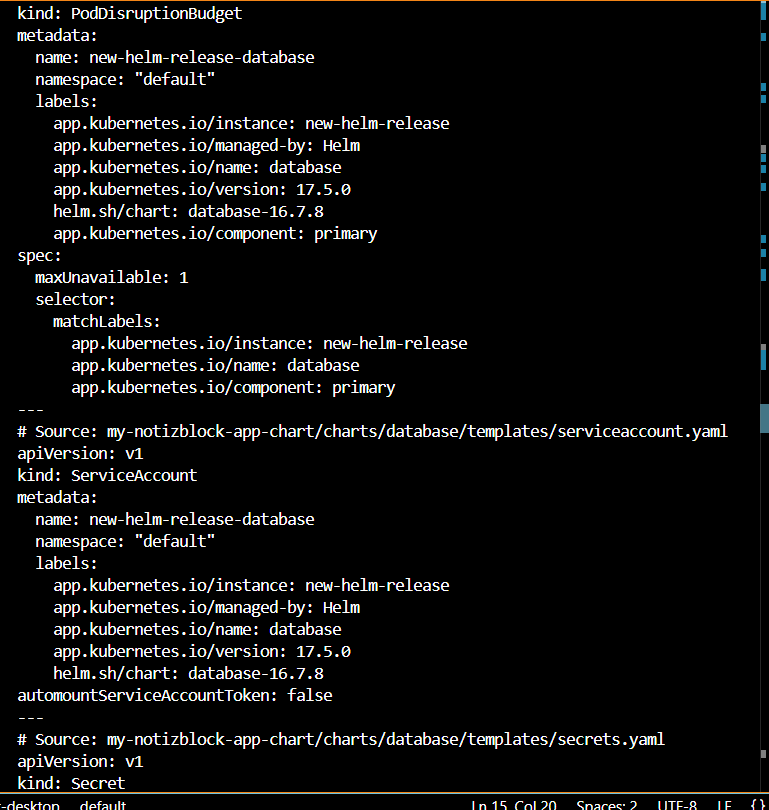 kind: PodDisruptionBudget
metadata:
  name: new-helm-release-database
  namespace: "default"
  labels:
    app.kubernetes.io/instance: new-helm-release
    app.kubernetes.io/managed-by: Helm
    app.kubernetes.io/name: database
    app.kubernetes.io/version: 17.5.0
    helm.sh/chart: database-16.7.8
    app.kubernetes.io/component: primary
spec:
  maxUnavailable: 1
  selector:
    matchLabels:
      app.kubernetes.io/instance: new-helm-release
      app.kubernetes.io/name: database
      app.kubernetes.io/component: primary
---
# Source: my-notizblock-app-chart/charts/database/templates/serviceaccount.yaml
apiVersion: v1
kind: ServiceAccount
metadata:
  name: new-helm-release-database
  namespace: "default"
  labels:
    app.kubernetes.io/instance: new-helm-release
    app.kubernetes.io/managed-by: Helm
    app.kubernetes.io/name: database
    app.kubernetes.io/version: 17.5.0
    helm.sh/chart: database-16.7.8
automountServiceAccountToken: false
---
# Source: my-notizblock-app-chart/charts/database/templates/secrets.yaml
apiVersion: v1
kind: Secret
-desktop default Ln 15, Col 20 Spaces: 2 UTF-8 LF {}